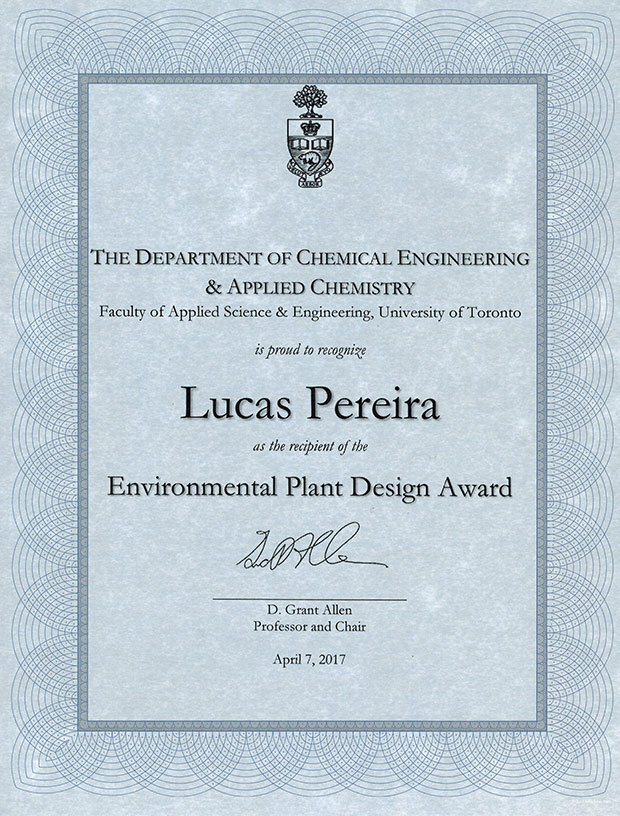 THE DEPARTMENT OF CHEMICAL ENGINEERING
& APPLIED CHEMISTRY
Faculty of Applied Science & Engineering, University of Toronto
is proud to recognize
Lucas Pereira
as the recipient of the
Environmental Plant Design Award
D. Grant Allen
Professor and Chair
April 7, 2017